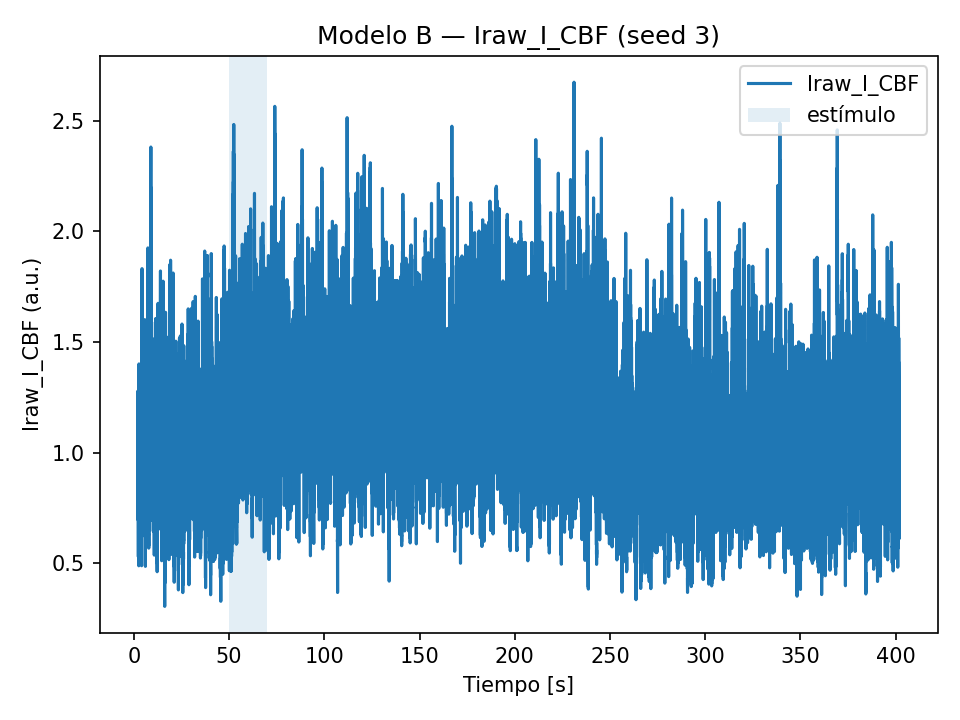 Modelo B — Iraw_I_CBF (seed 3)
Iraw_I_CBF
estímulo
Iraw_I_CBF (a.u.)
2.5
2.0
1.5
1.0
0.5
0 50 100 150 200 250 300 350 400
Tiempo [s]